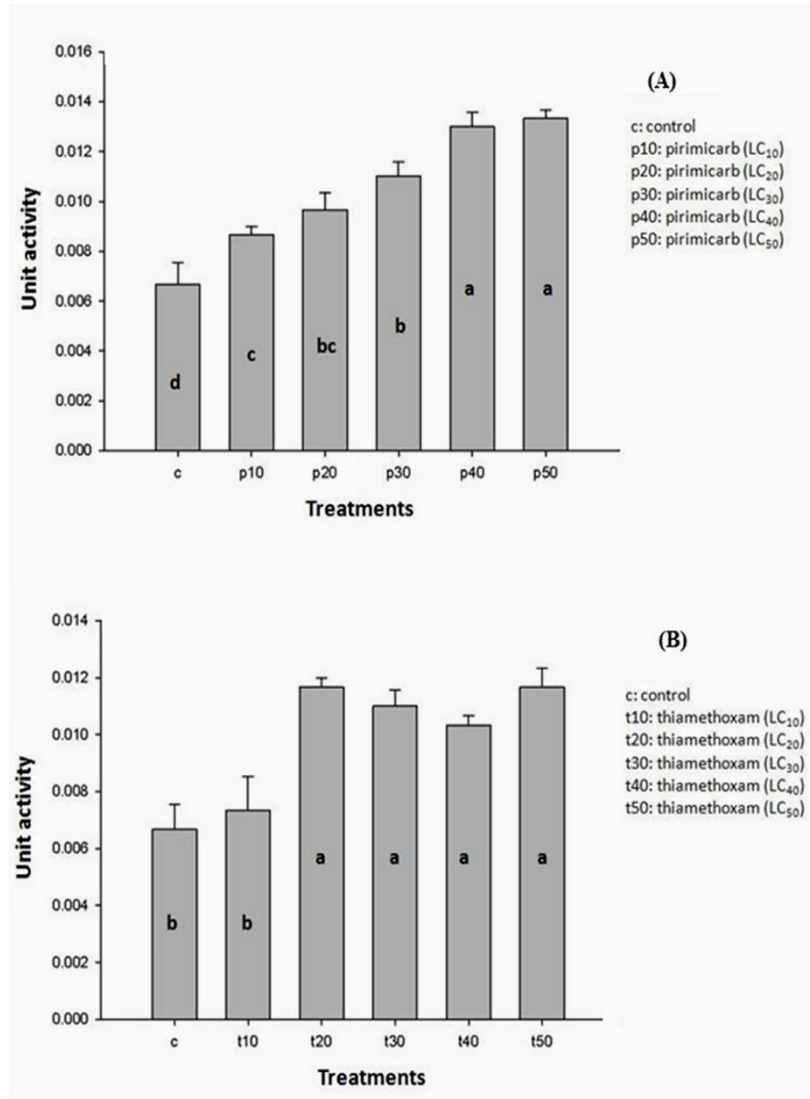 0.016
0.014
0.012
0.010
0.008
0.006
0.004
0.002
0.000
Unit activity
d
c
bc
b
a
a
c
p10
p20
p30
p40
p50
Treatments
(A)
c: control
p10: pirimicarb (LC₁₀)
p20: pirimicarb (LC₂₀)
p30: pirimicarb (LC₃₀)
p40: pirimicarb (LC₄₀)
p50: pirimicarb (LC₅₀)
0.014
0.012
0.010
0.008
0.006
0.004
0.002
0.000
Unit activity
b
b
a
a
a
a
c
t10
t20
t30
t40
t50
Treatments
(B)
c: control
t10: thiamethoxam (LC₁₀)
t20: thiamethoxam (LC₂₀)
t30: thiamethoxam (LC₃₀)
t40: thiamethoxam (LC₄₀)
t50: thiamethoxam (LC₅₀)